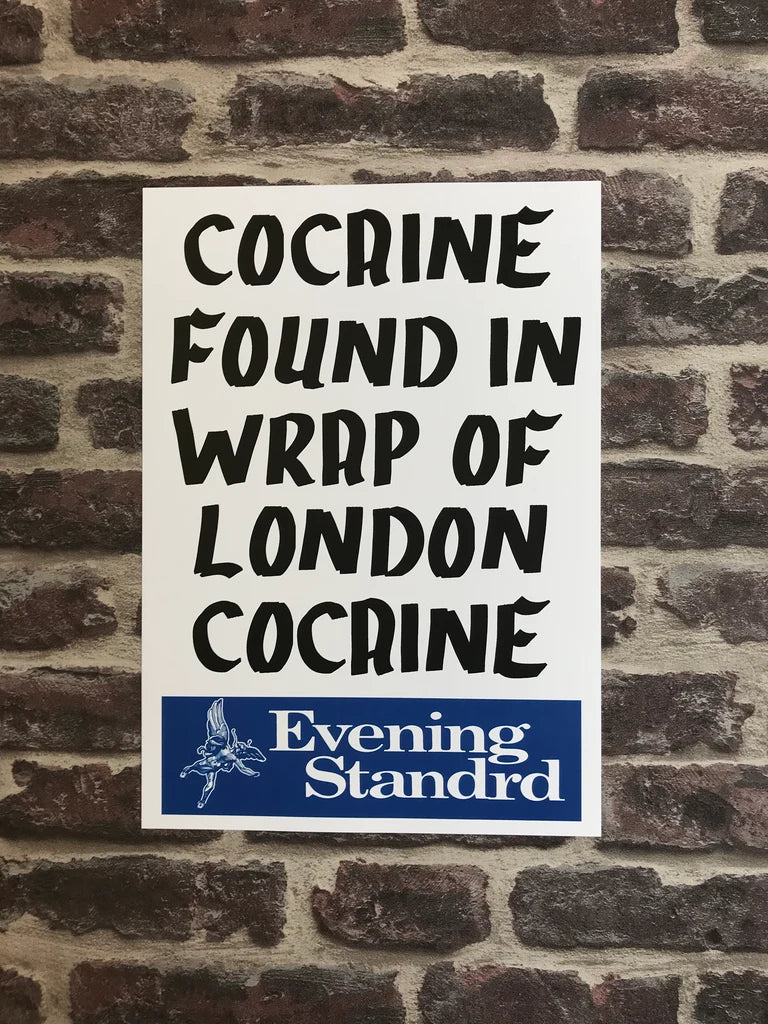 COCAINE
FOUND IN
WRAP OF
LONDON
COCAINE
Evening
Standrd